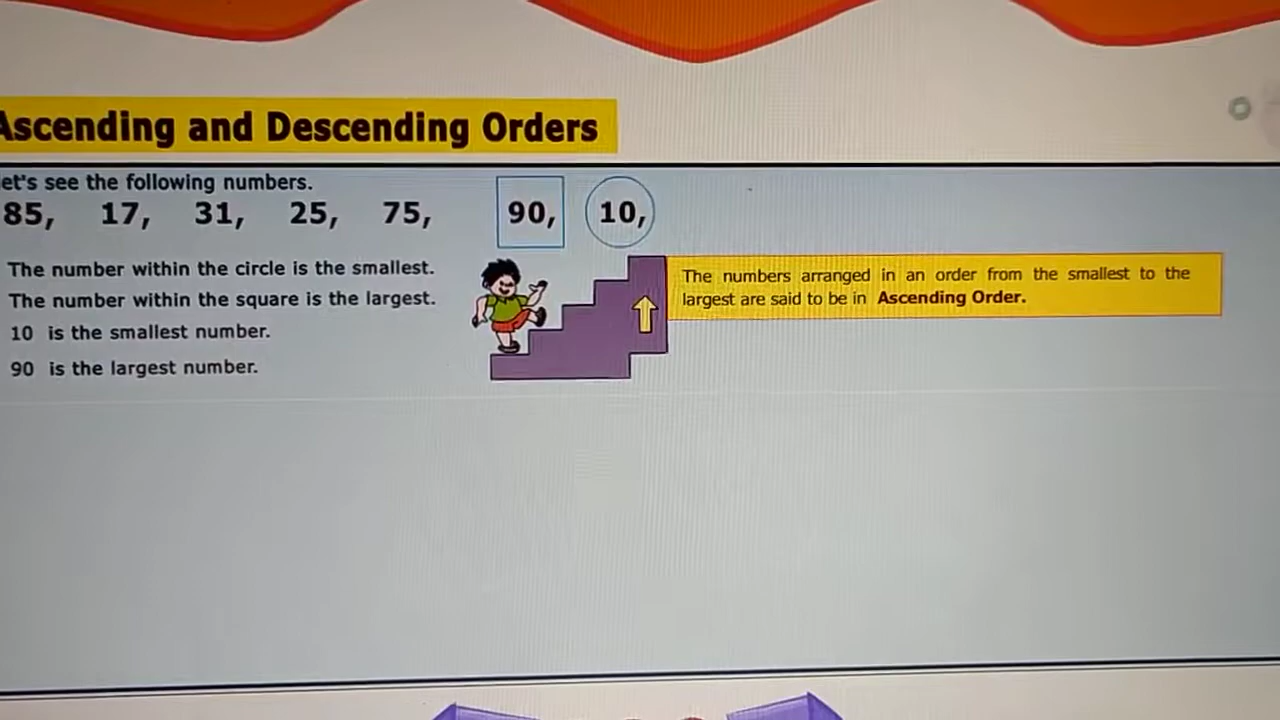 Ascending and Descending Orders
et's see the following numbers.
85, 17, 31, 25, 75, 90, 10,
The number within the circle is the smallest.
The number within the square is the largest.
10 is the smallest number.
90 is the largest number.
The numbers arranged in an order from the smallest to the
largest are said to be in Ascending Order.